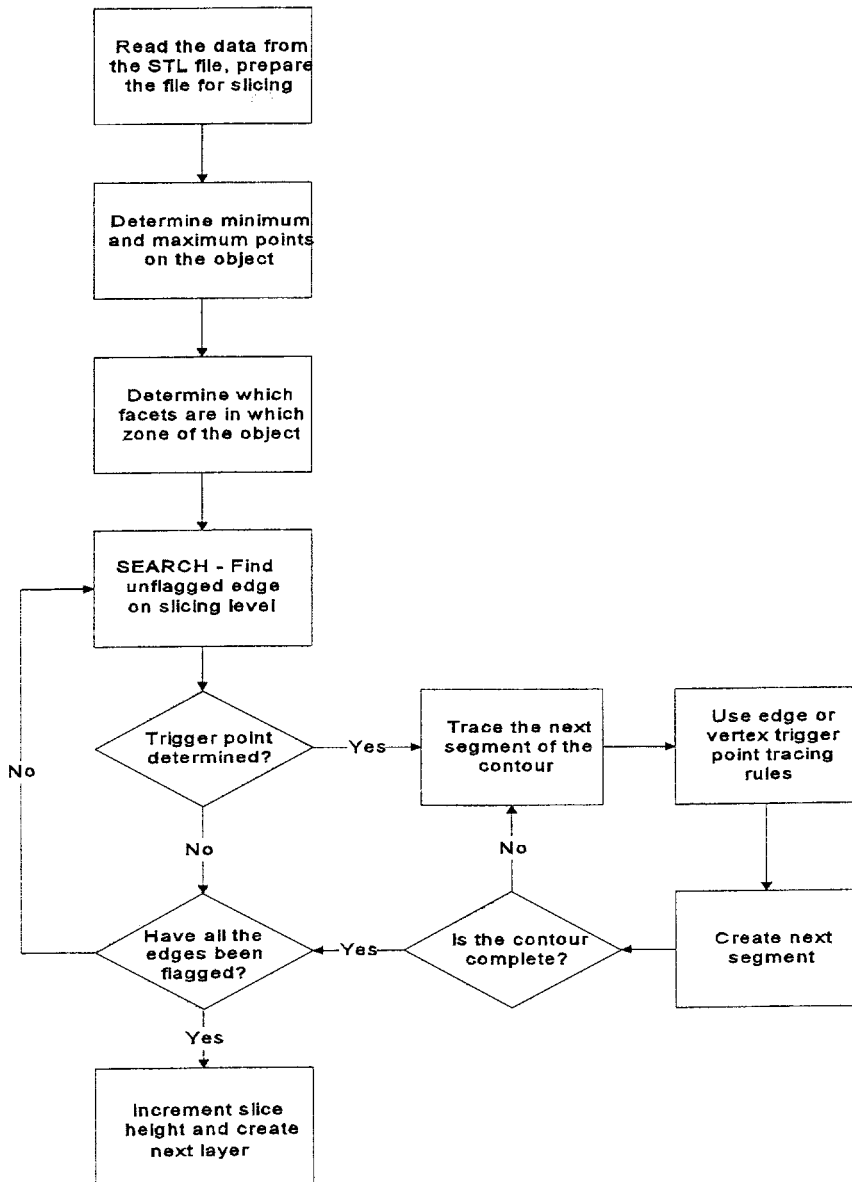 Read the data from
the STL file, prepare
the file for slicing
Determine minimum
and maximum points
on the object
Determine which
facets are in which
zone of the object
SEARCH - Find
unflagged edge
on slicing level
Trigger point
determined?
Yes
Trace the next
segment of the
contour
Use edge or
vertex trigger
point tracing
rules
No
No
No
Have all the
edges been
flagged?
Yes
Is the contour
complete?
Create next
segment
Yes
Increment slice
height and create
next layer